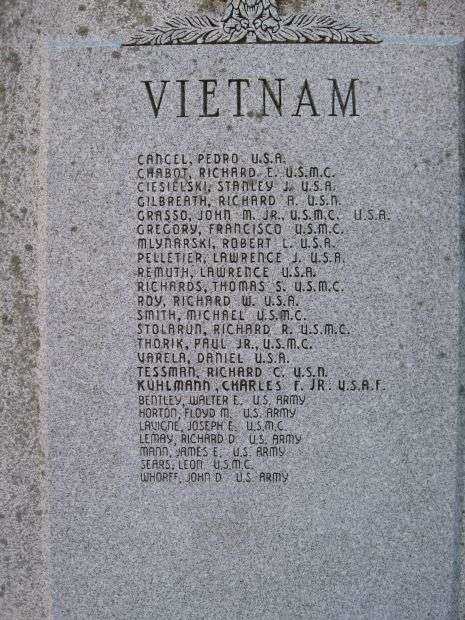 VIETNAM
CANCEL, PEDRO U.S.A.
CHABOT, RICHARD E. U.S.M.C.
CIESIELSKI, STANLEY J. U.S.A.
GILBREATH, RICHARD A. U.S.N.
GRASSO, JOHN M. JR., U.S.M.C. U.S.A.
GREGORY, FRANCISCO U.S.M.C.
MLYNARSKI, ROBERT L. U.S.A.
PELLETIER, LAWRENCE J. U.S.A.
REMUTH, LAWRENCE U.S.A.
RICHARDS, THOMAS S. U.S.M.C.
ROY, RICHARD W. U.S.A.
SMITH, MICHAEL U.S.M.C.
STOLARUN, RICHARD R. U.S.M.C.
THORIK, PAUL JR., U.S.M.C.
VARELA, DANIEL U.S.A.
TESSMAN, RICHARD C. U.S.N.
KUHLMANN, CHARLES F. JR. U.S.A.F.
BENTLEY, WALTER E. U.S. ARMY
HORTON, FLOYD M. U.S. ARMY
LAVIGNE, JOSEPH E. U.S.M.C.
LEMAY, RICHARD D. U.S. ARMY
MANN, JAMES E. U.S. ARMY
SEARS, LEON U.S.M.C.
WHORFF, JOHN D. U.S. ARMY